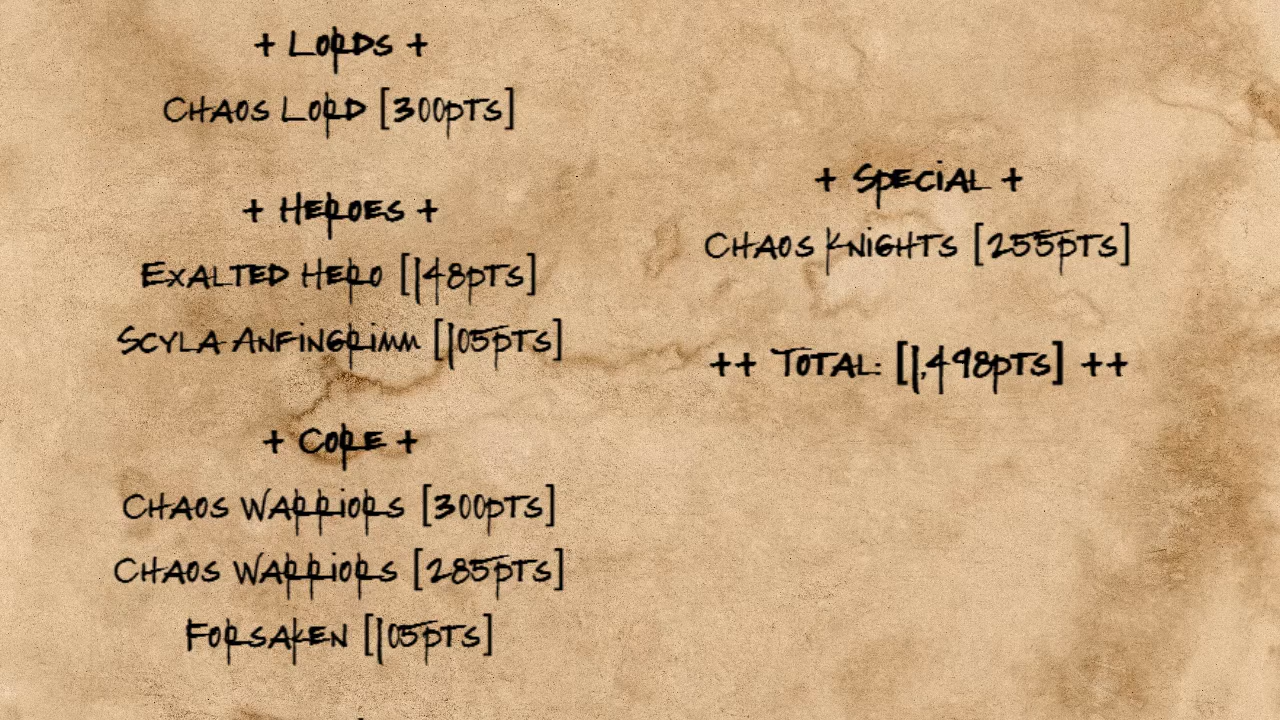 + Lords +
Chaos Lord [300pts]
+ Heroes +
Exalted Hero [148pts]
Scyla Anfingrimm [105pts]
+ Core +
Chaos Warriors [300pts]
Chaos Warriors [285pts]
Forsaken [105pts]
+ Special +
Chaos Knights [255pts]
++ Total: [1,498pts] ++